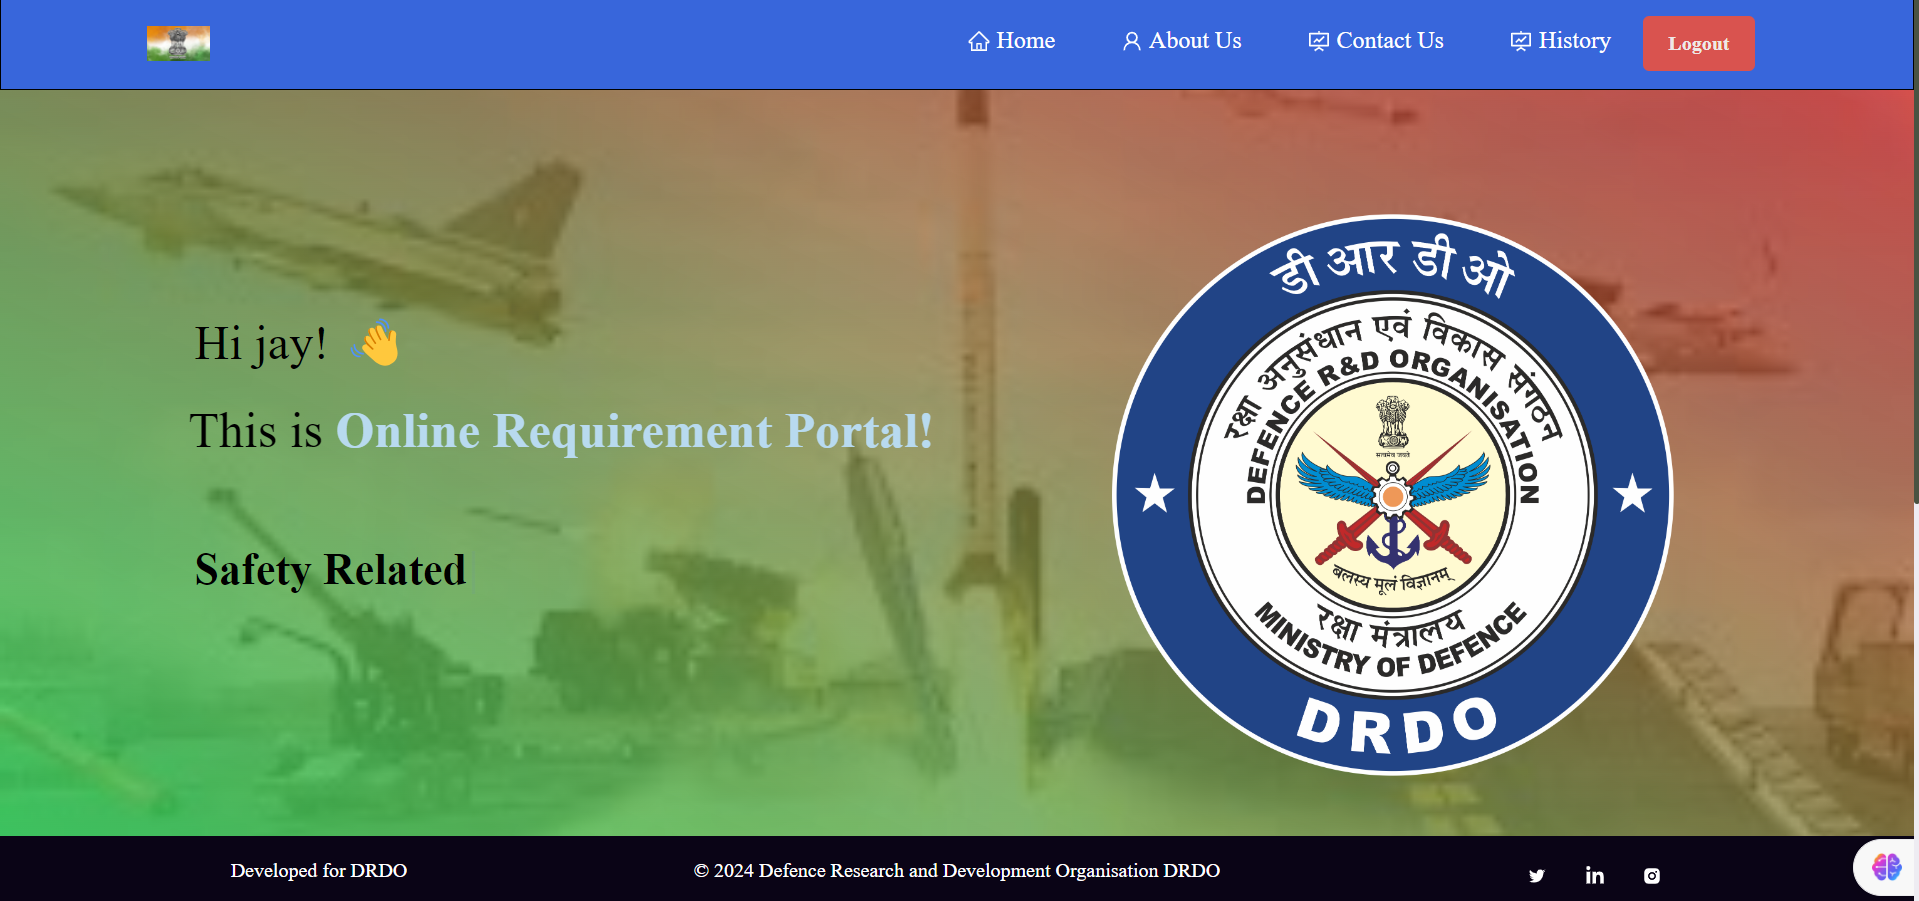 Home
About Us
Contact Us
History
Logout
Hi jay! 👋
This is Online Requirement Portal!
Safety Related
डी आर डी ओ
रक्षा अनुसंधान एवं विकास संगठन
DEFENCE R&D ORGANISATION
सत्यमेव जयते
बलस्य मूलं विज्ञानम्
रक्षा मंत्रालय
MINISTRY OF DEFENCE
DRDO
Developed for DRDO
© 2024 Defence Research and Development Organisation DRDO